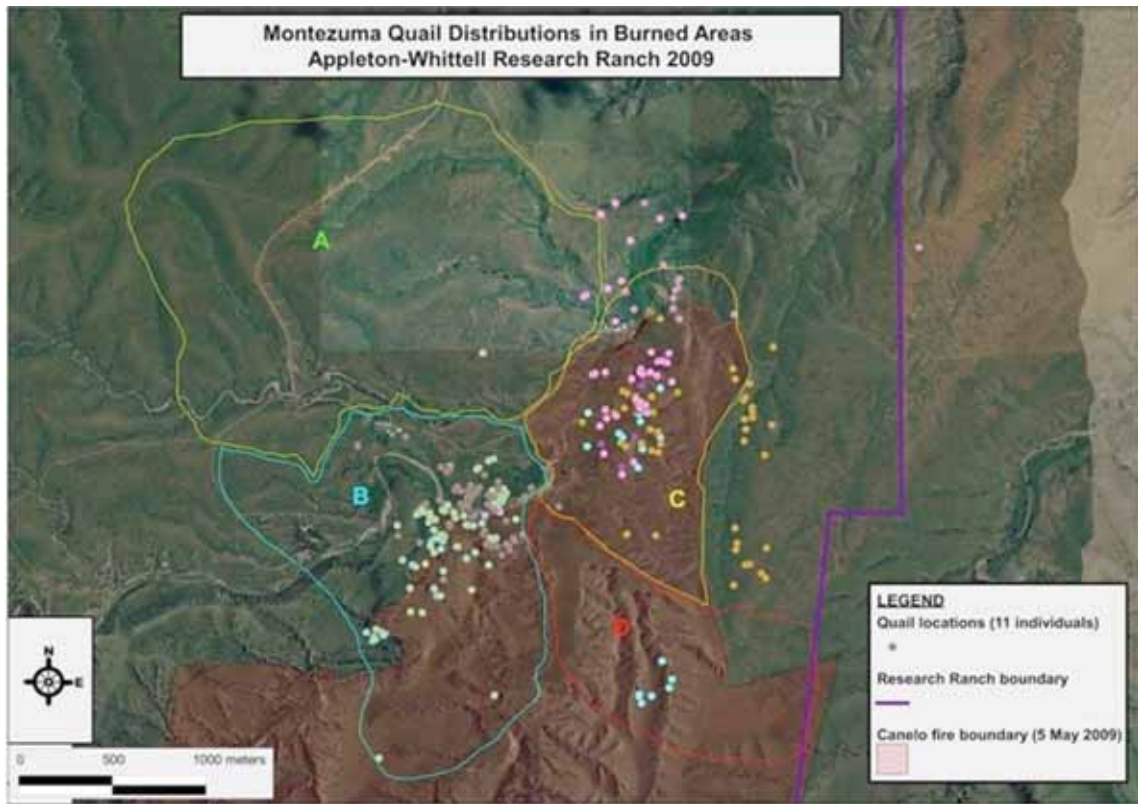 Montezuma Quail Distributions in Burned Areas
Appleton-Whittell Research Ranch 2009
A
B
C
D
N
E
0 500 1000 meters
LEGEND
Quail locations (11 individuals)
Research Ranch boundary
Canelo fire boundary (5 May 2009)